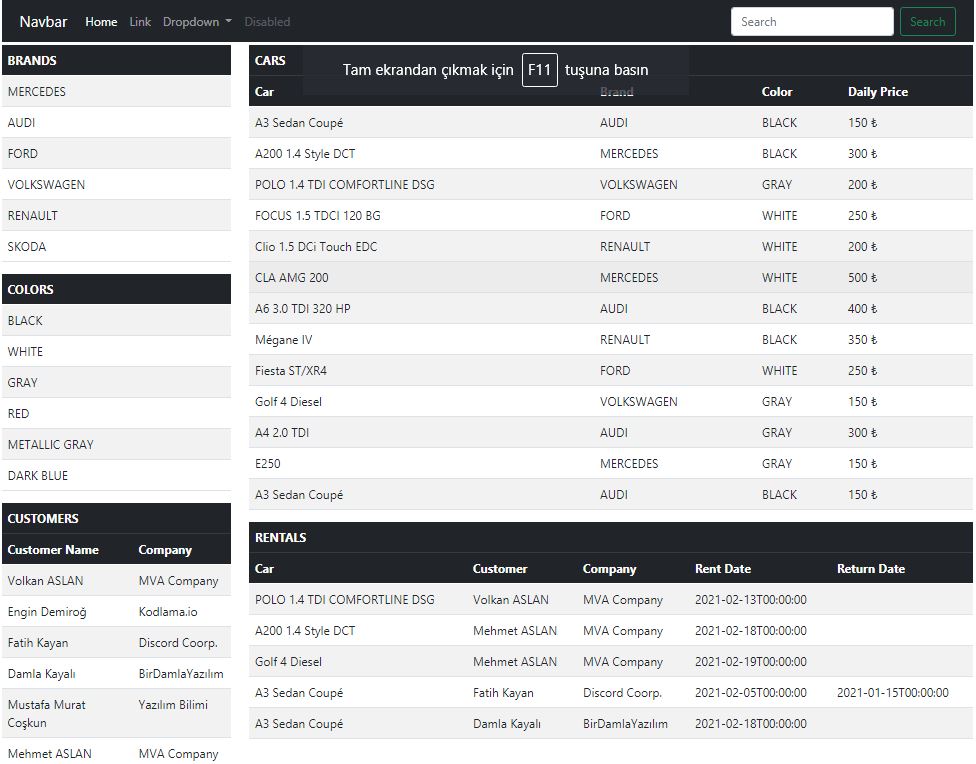 Navbar Home Link Dropdown Disabled Search Search
BRANDS
MERCEDES
AUDI
FORD
VOLKSWAGEN
RENAULT
SKODA
COLORS
BLACK
WHITE
GRAY
RED
METALLIC GRAY
DARK BLUE
CUSTOMERS
Customer Name Company
Volkan ASLAN MVA Company
Engin Demiroğ Kodlama.io
Fatih Kayan Discord Coorp.
Damla Kayalı BirDamlaYazılım
Mustafa Murat Yazılım Bilimi
Coşkun
Mehmet ASLAN MVA Company
CARS
Tam ekrandan çıkmak için F11 tuşuna basın
Car Brand Color Daily Price
A3 Sedan Coupé AUDI BLACK 150 ₺
A200 1.4 Style DCT MERCEDES BLACK 300 ₺
POLO 1.4 TDI COMFORTLINE DSG VOLKSWAGEN GRAY 200 ₺
FOCUS 1.5 TDCI 120 BG FORD WHITE 250 ₺
Clio 1.5 DCi Touch EDC RENAULT WHITE 200 ₺
CLA AMG 200 MERCEDES WHITE 500 ₺
A6 3.0 TDI 320 HP AUDI BLACK 400 ₺
Mégane IV RENAULT BLACK 350 ₺
Fiesta ST/XR4 FORD WHITE 250 ₺
Golf 4 Diesel VOLKSWAGEN GRAY 150 ₺
A4 2.0 TDI AUDI GRAY 300 ₺
E250 MERCEDES GRAY 150 ₺
A3 Sedan Coupé AUDI BLACK 150 ₺
RENTALS
Car Customer Company Rent Date Return Date
POLO 1.4 TDI COMFORTLINE DSG Volkan ASLAN MVA Company 2021-02-13T00:00:00
A200 1.4 Style DCT Mehmet ASLAN MVA Company 2021-02-18T00:00:00
Golf 4 Diesel Mehmet ASLAN MVA Company 2021-02-19T00:00:00
A3 Sedan Coupé Fatih Kayan Discord Coorp. 2021-02-05T00:00:00 2021-01-15T00:00:00
A3 Sedan Coupé Damla Kayalı BirDamlaYazılım 2021-02-18T00:00:00